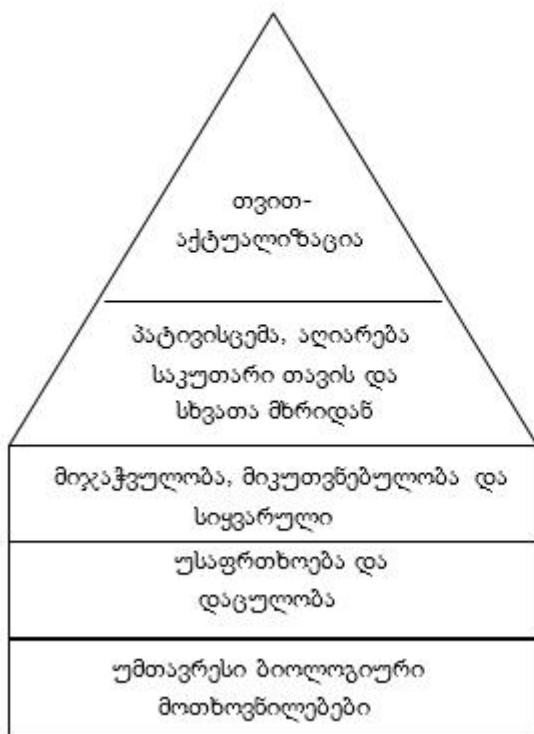 თვით-
აქტუალიზაცია
პატივისცემა, აღიარება
საკუთარი თავის და
სხვათა მხრიდან
მიჯაჭვულობა, მიკუთვნებულობა და
სიყვარული
უსაფრთხოება და
დაცულობა
უმთავრესი ბიოლოგიური
მოთხოვნილებები